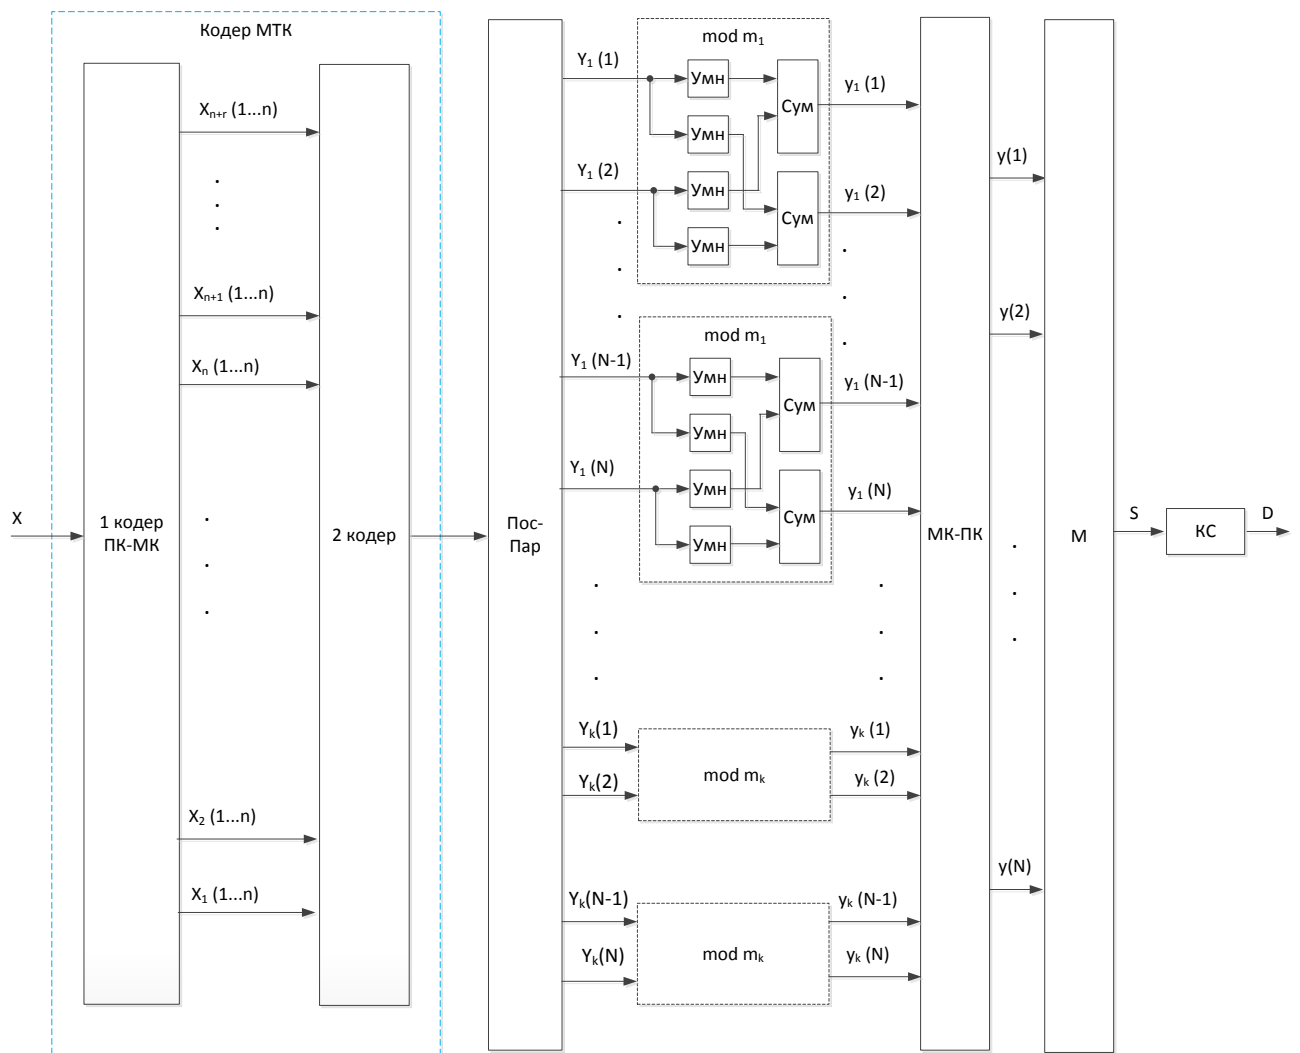 Кодер МТК
X
1 кодер
ПК-МК
Xn+r (1...n)
Xn+1 (1...n)
Xn (1...n)
X2 (1...n)
X1 (1...n)
2 кодер
Пос-
Пар
Y1 (1)
Y1 (2)
Y1 (N-1)
Y1 (N)
Yk(1)
Yk(2)
Yk(N-1)
Yk(N)
mod m1
Умн
Умн
Умн
Умн
Сум
Сум
mod m1
Умн
Умн
Умн
Умн
Сум
Сум
mod mk
mod mk
y1 (1)
y1 (2)
y1 (N-1)
y1 (N)
yk (1)
yk (2)
yk (N-1)
yk (N)
МК-ПК
y(1)
y(2)
y(N)
М
S
КС
D